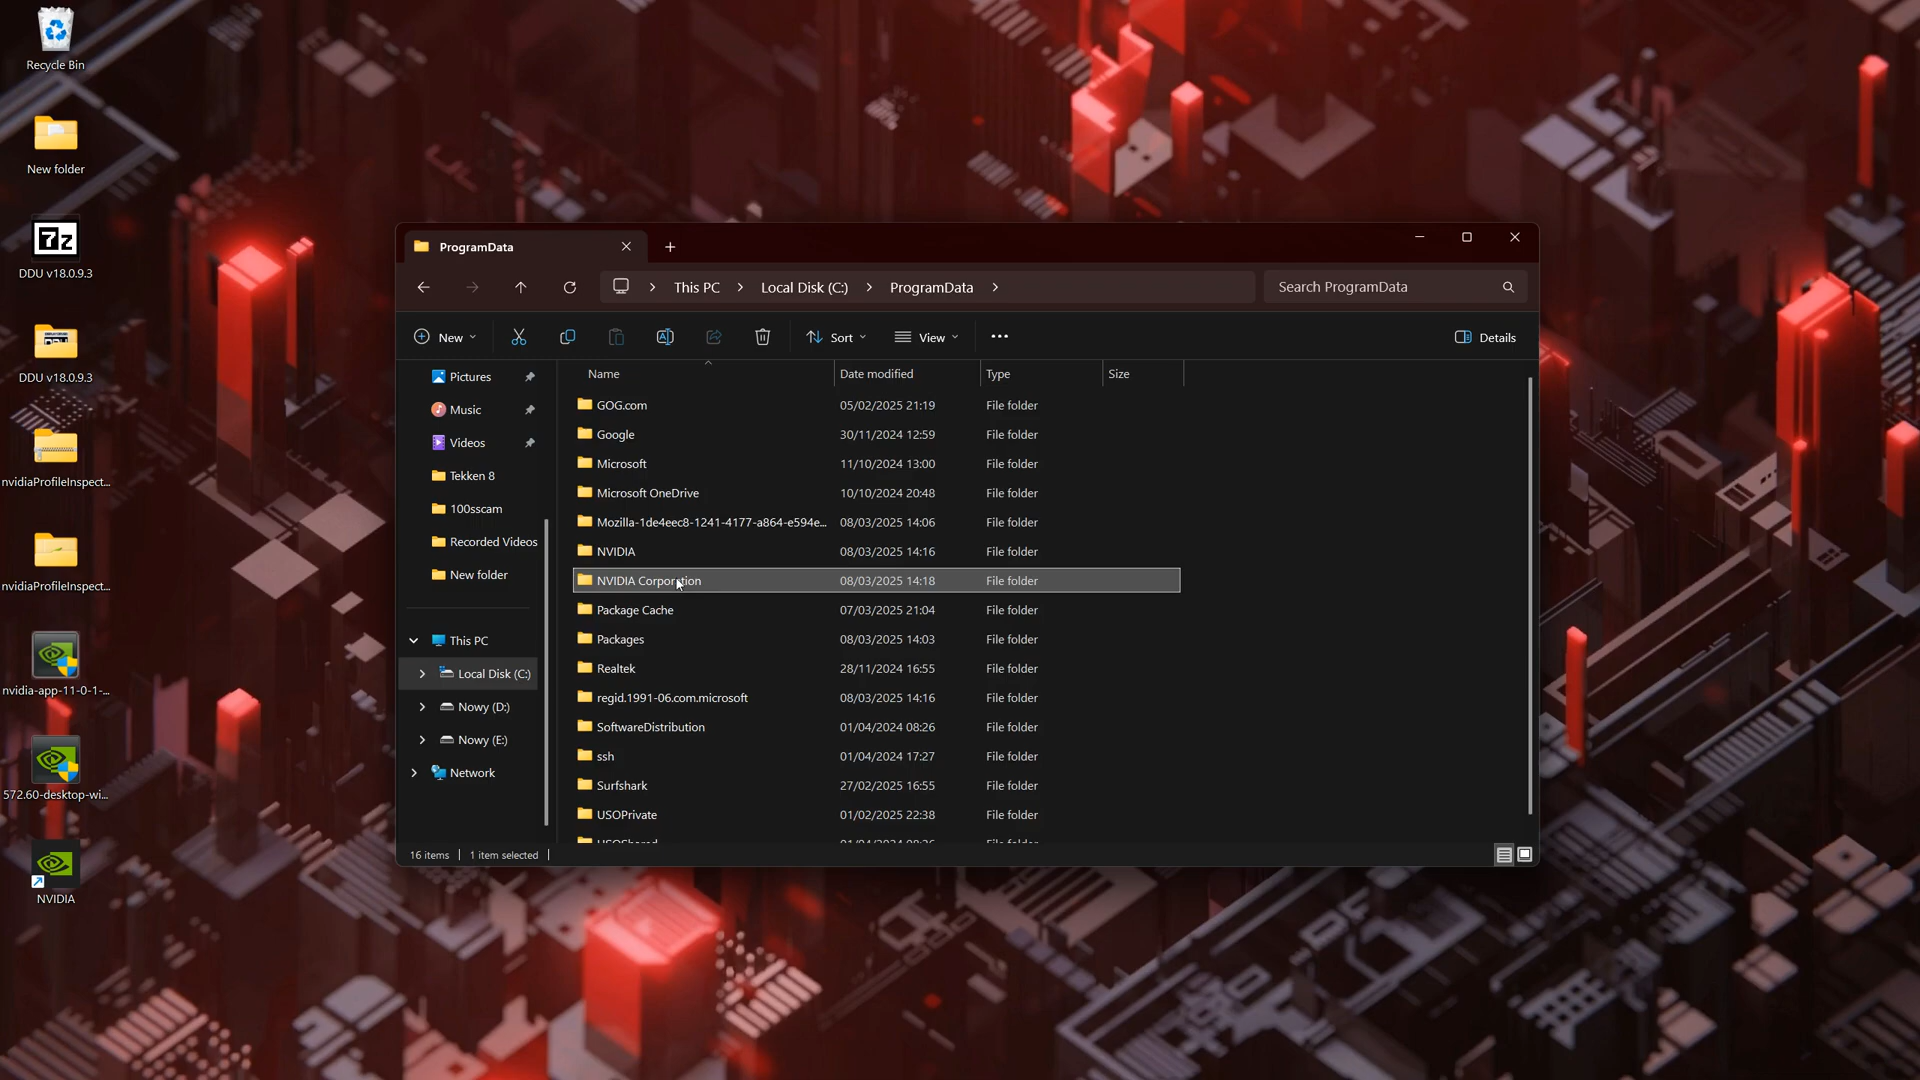 Recycle Bin
New folder
7z
DDU v18.0.9.3
DDU v18.0.9.3
nvidiaProfileInspect...
nvidiaProfileInspect...
nvidia-app-11-0-1-...
572.60-desktop-wi...
NVIDIA
ProgramData
This PC > Local Disk (C:) > ProgramData >
Search ProgramData
New
Sort
View
Details
Pictures
Music
Videos
Tekken 8
100sscam
Recorded Videos
New folder
This PC
Local Disk (C:)
Nowy (D:)
Nowy (E:)
Network
Name Date modified Type Size
GOG.com 05/02/2025 21:19 File folder
Google 30/11/2024 12:59 File folder
Microsoft 11/10/2024 13:00 File folder
Microsoft OneDrive 10/10/2024 20:48 File folder
Mozilla-1de4eec8-1241-4177-a864-e594e... 08/03/2025 14:06 File folder
NVIDIA 08/03/2025 14:16 File folder
NVIDIA Corporation 08/03/2025 14:18 File folder
Package Cache 07/03/2025 21:04 File folder
Packages 08/03/2025 14:03 File folder
Realtek 28/11/2024 16:55 File folder
regid.1991-06.com.microsoft 08/03/2025 14:16 File folder
SoftwareDistribution 01/04/2024 08:26 File folder
ssh 01/04/2024 17:27 File folder
Surfshark 27/02/2025 16:55 File folder
USOPrivate 01/02/2025 22:38 File folder
16 items 1 item selected